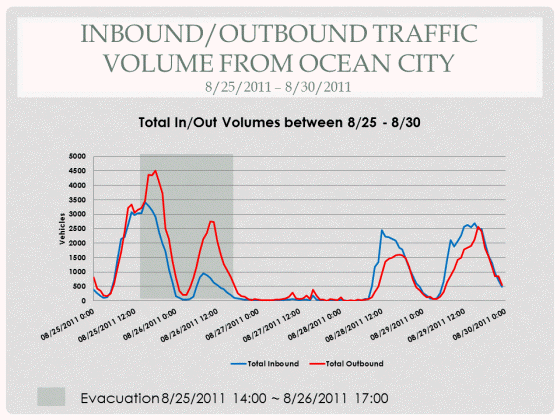 INBOUND/OUTBOUND TRAFFIC
VOLUME FROM OCEAN CITY
8/25/2011 – 8/30/2011
Total In/Out Volumes between 8/25 - 8/30
5000
4500
4000
3500
3000
2500
2000
1500
1000
500
0
Vehicles
08/25/2011 0:00
08/25/2011 12:00
08/26/2011 0:00
08/26/2011 12:00
08/27/2011 0:00
08/27/2011 12:00
08/28/2011 0:00
08/28/2011 12:00
08/29/2011 0:00
08/29/2011 12:00
08/30/2011 0:00
Total Inbound
Total Outbound
Evacuation 8/25/2011 14:00 ~ 8/26/2011 17:00